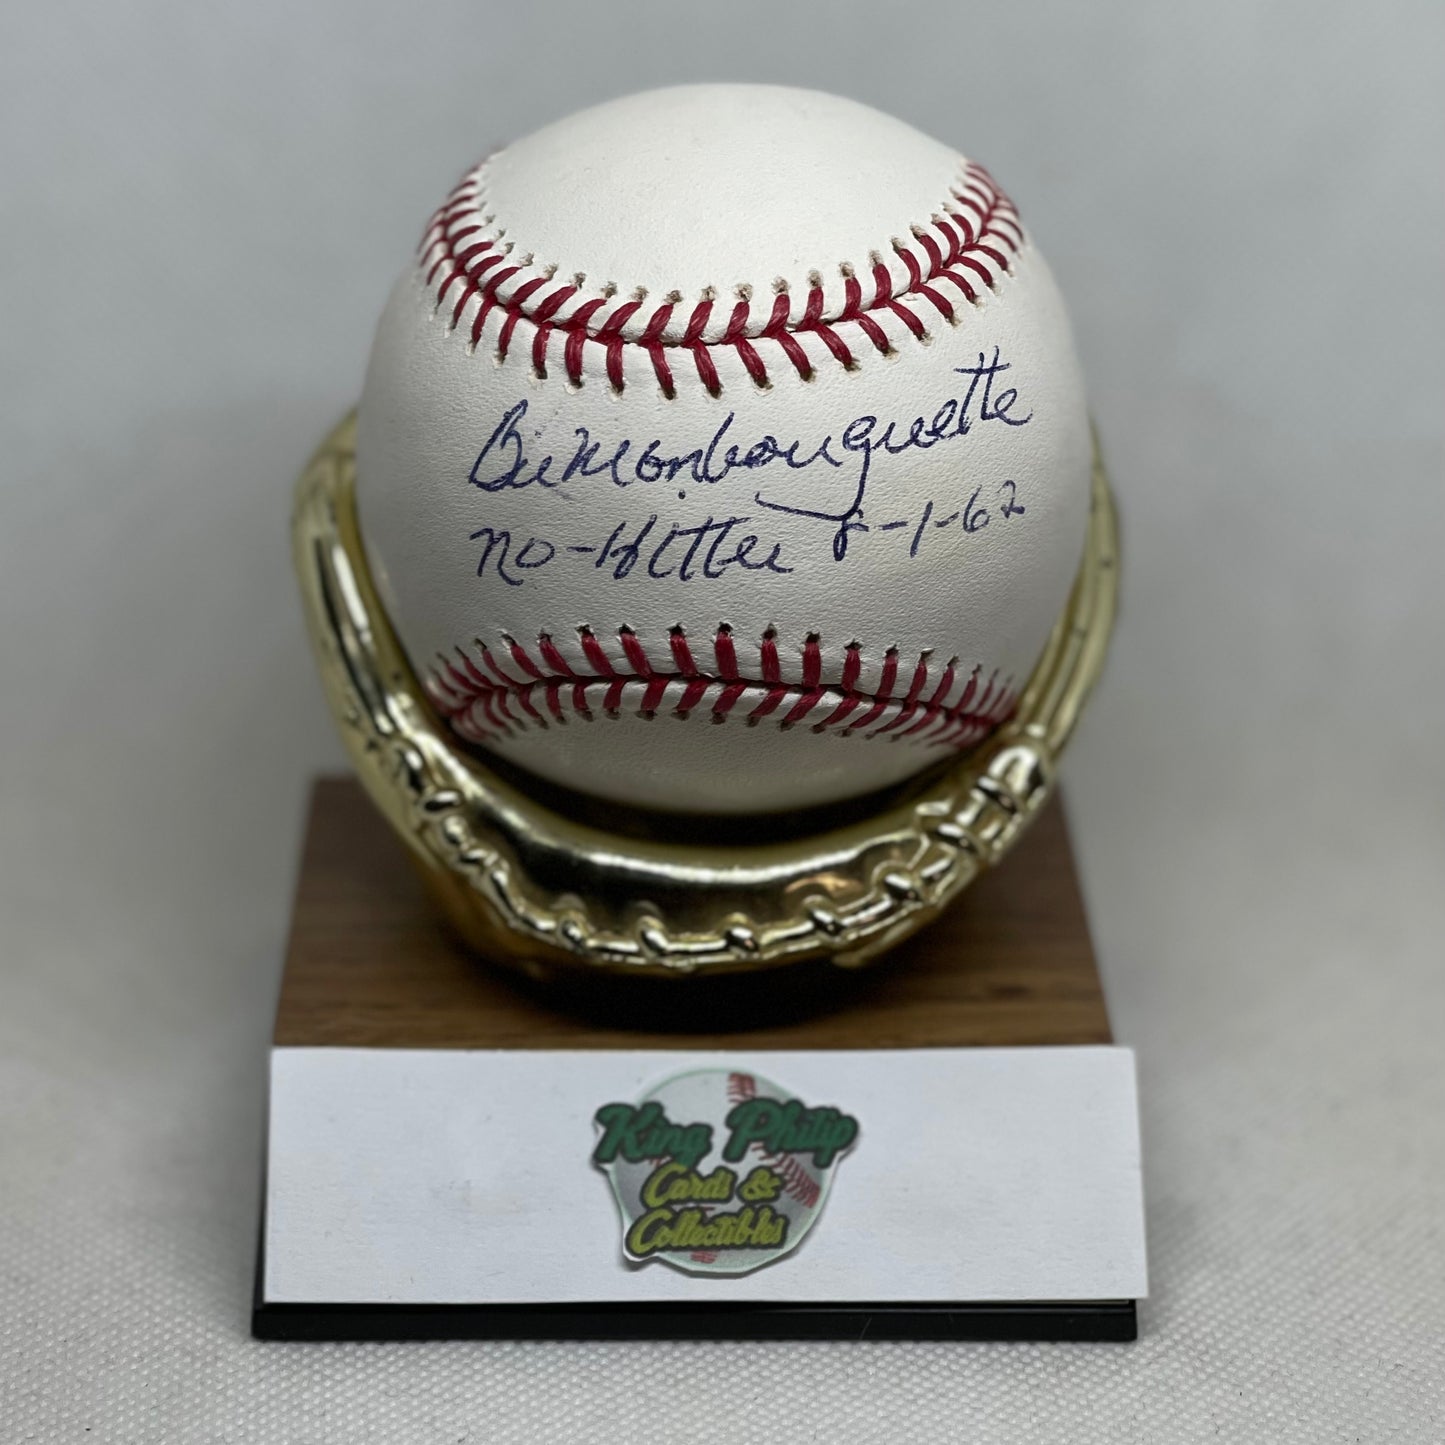 Bill Monbouquette
No-Hitter 8-1-62
King Philip
Cards &
Collectibles